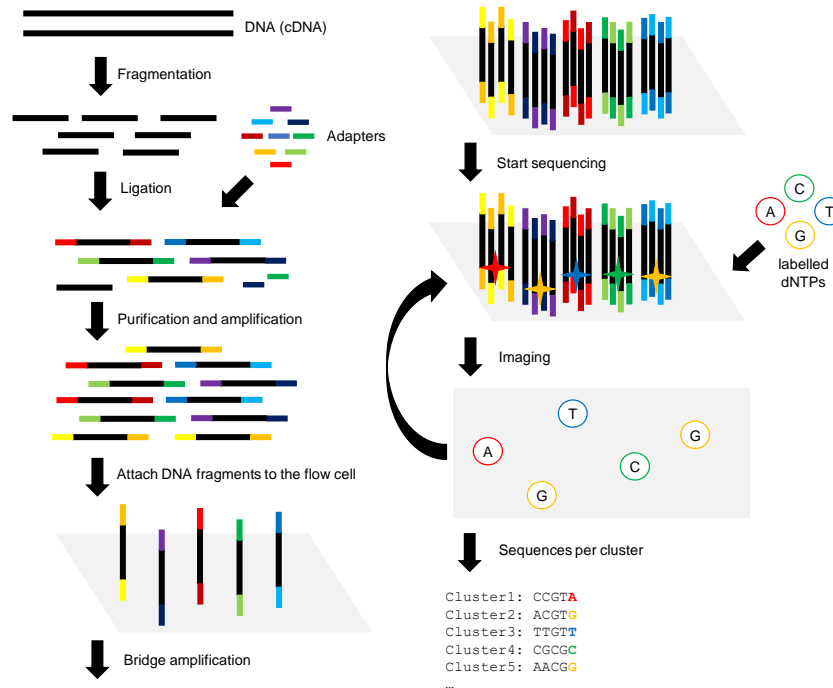 DNA (cDNA)
Fragmentation
Adapters
Ligation
Purification and amplification
Attach DNA fragments to the flow cell
Bridge amplification
Start sequencing
C
A
T
G
labelled
dNTPs
Imaging
T
G
A
C
G
Sequences per cluster
Cluster1: CCGTA
Cluster2: ACGTG
Cluster3: TTGTT
Cluster4: CGCGC
Cluster5: AACGG
…